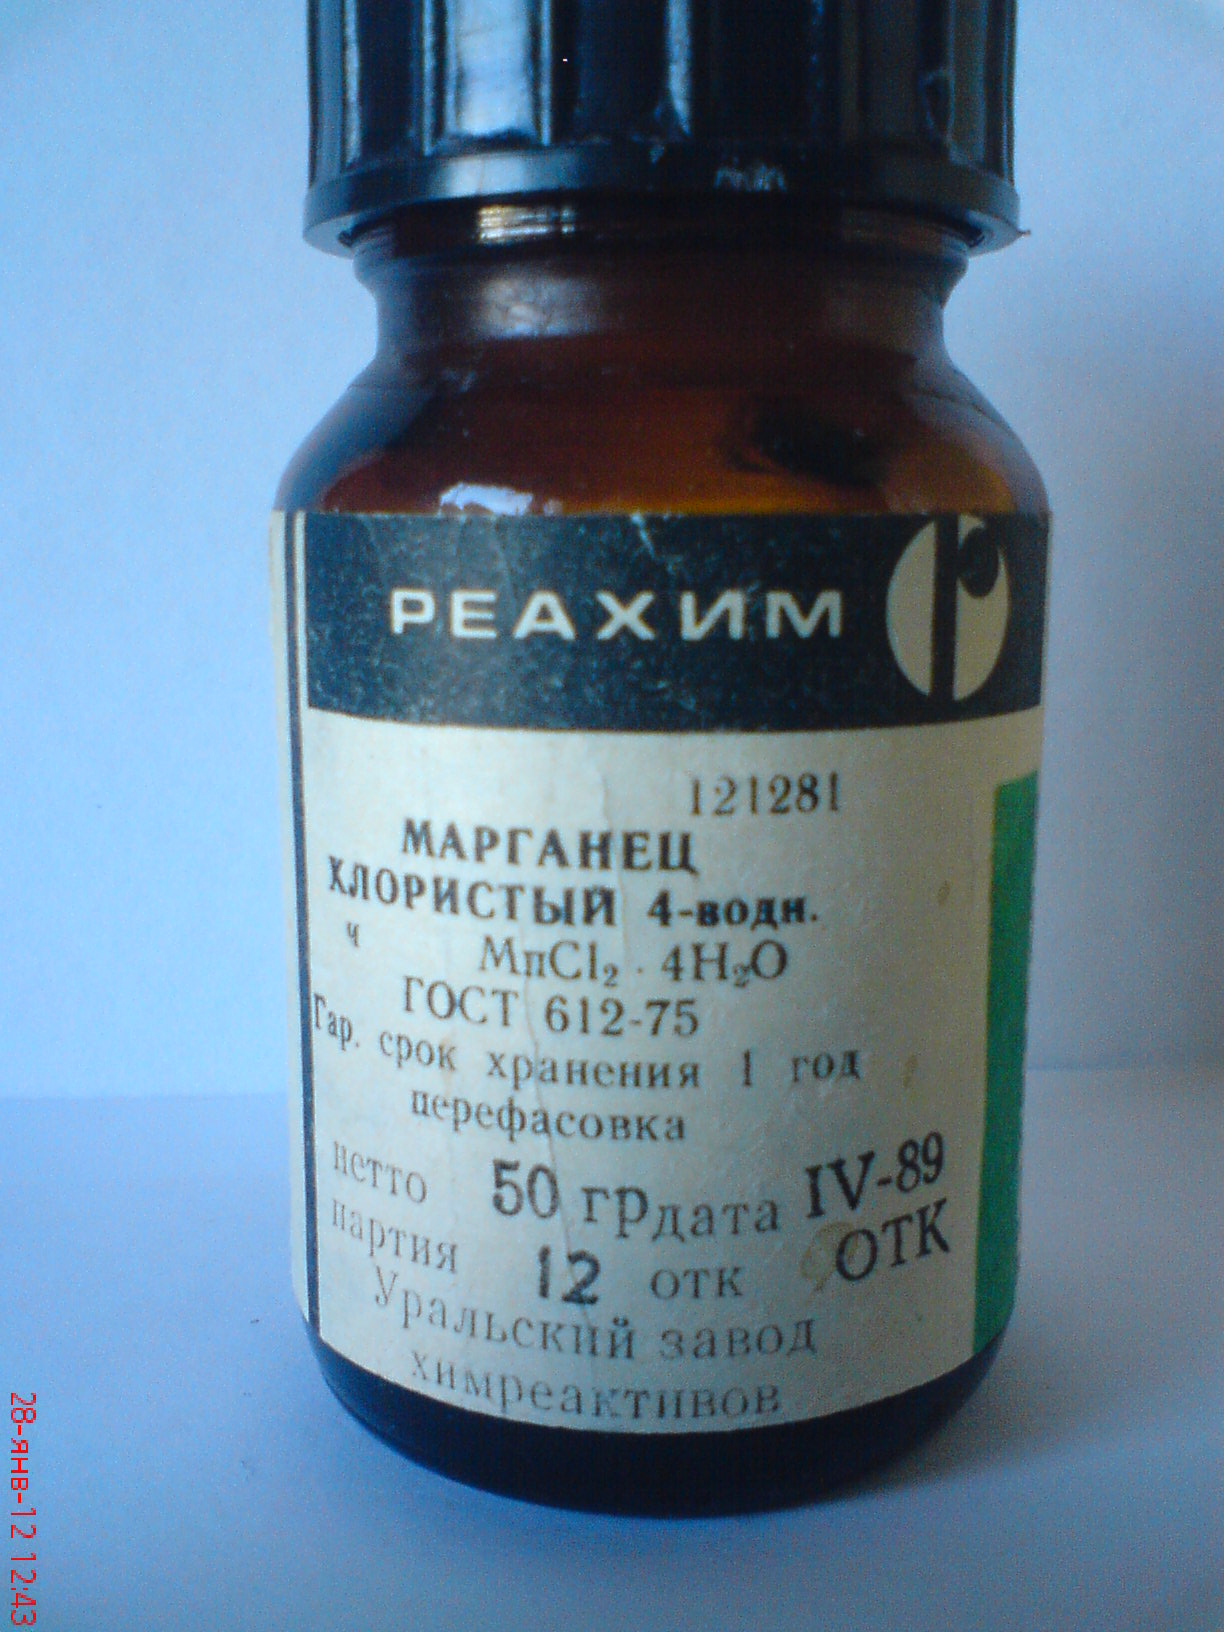 РЕАХИМ
121281
МАРГАНЕЦ
ХЛОРИСТЫЙ 4-водн.
ч MnCl₂ · 4H₂O
ГОСТ 612-75
Гар. срок хранения 1 год
перефасовка
нетто 50 гр дата IV-89
партия 12 отк ОТК
Уральский завод
химреактивов
28-янв-12 12:43